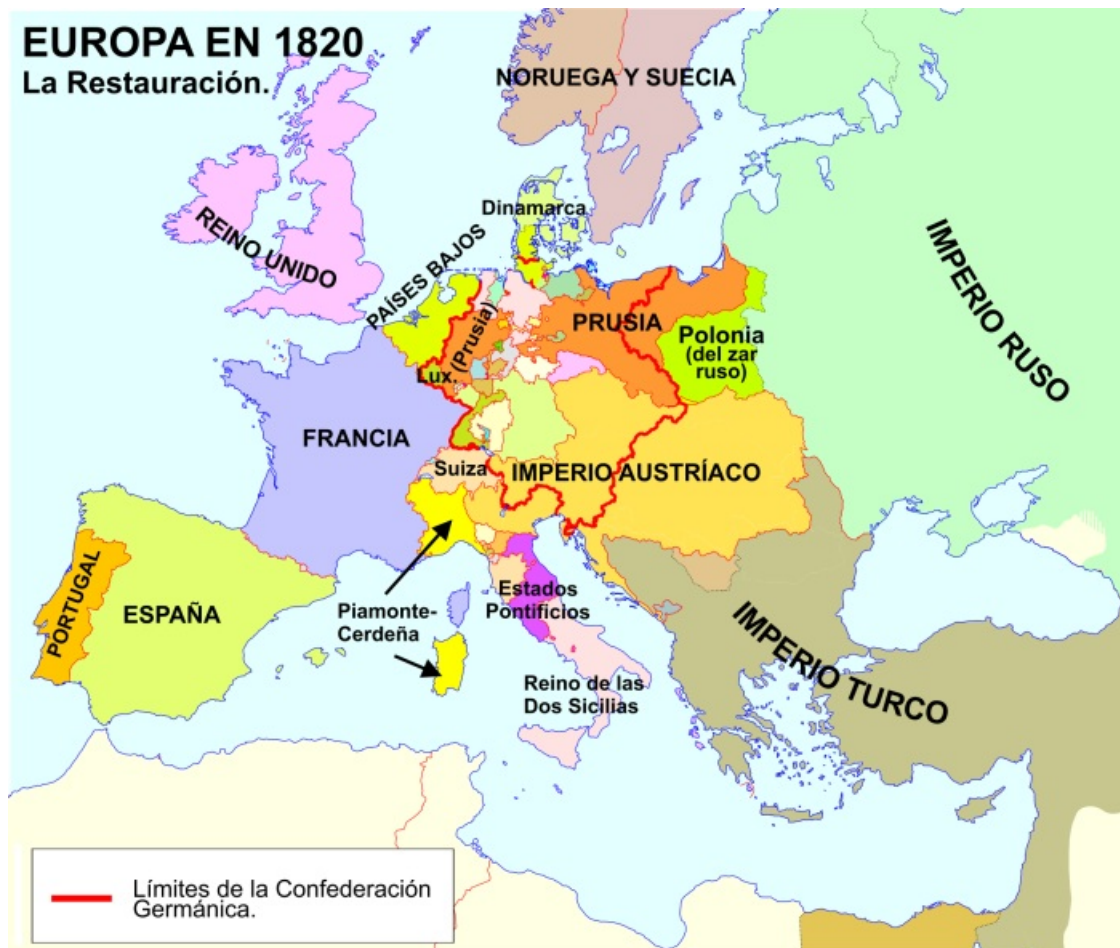 EUROPA EN 1820
La Restauración.
NORUEGA Y SUECIA
Dinamarca
REINO UNIDO
PAÍSES BAJOS
IMPERIO RUSO
PRUSIA
(Prusia)
Polonia
(del zar
ruso)
Lux.
FRANCIA
Suiza
IMPERIO AUSTRÍACO
PORTUGAL
ESPAÑA
Piamonte-
Cerdeña
Estados
Pontificios
IMPERIO TURCO
Reino de las
Dos Sicilias
Límites de la Confederación
Germánica.